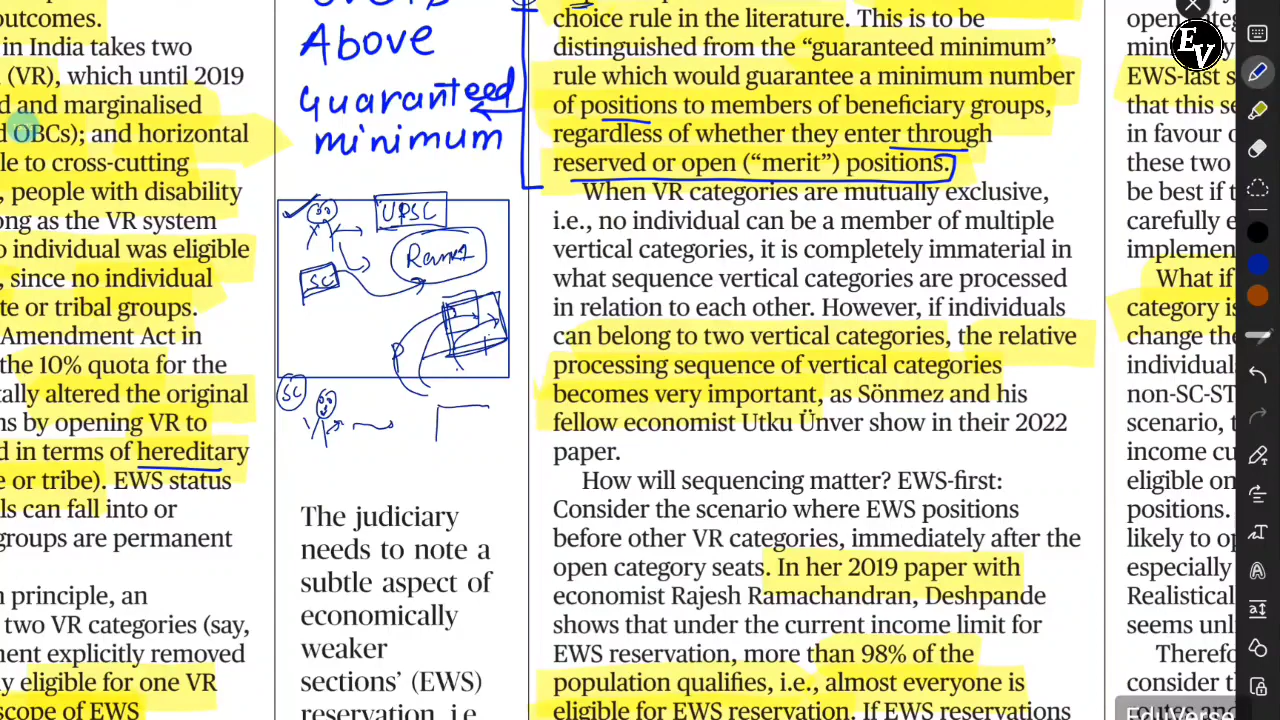 outcomes.
in India takes two
(VR), which until 2019
d and marginalised
d OBCs); and horizontal
le to cross-cutting
, people with disability
ong as the VR system
o individual was eligible
, since no individual
te or tribal groups.
Amendment Act in
the 10% quota for the
tally altered the original
ns by opening VR to
d in terms of hereditary
e or tribe). EWS status
ls can fall into or
groups are permanent
n principle, an
two VR categories (say,
ment explicitly removed
y eligible for one VR
scope of EWS
Above
Guaranteed
minimum
UPSC
Rank1
SC
SC
The judiciary
needs to note a
subtle aspect of
economically
weaker
sections’ (EWS)
reservation, i.e.
choice rule in the literature. This is to be
distinguished from the “guaranteed minimum”
rule which would guarantee a minimum number
of positions to members of beneficiary groups,
regardless of whether they enter through
reserved or open (“merit”) positions.
When VR categories are mutually exclusive,
i.e., no individual can be a member of multiple
vertical categories, it is completely immaterial in
what sequence vertical categories are processed
in relation to each other. However, if individuals
can belong to two vertical categories, the relative
processing sequence of vertical categories
becomes very important, as Sönmez and his
fellow economist Utku Ünver show in their 2022
paper.
How will sequencing matter? EWS-first:
Consider the scenario where EWS positions
before other VR categories, immediately after the
open category seats. In her 2019 paper with
economist Rajesh Ramachandran, Deshpande
shows that under the current income limit for
EWS reservation, more than 98% of the
population qualifies, i.e., almost everyone is
eligible for EWS reservation. If EWS reservations
open categ
mini
EWS-last s
that this se
in favour o
these two
be best if t
carefully e
implemen
What if
category is
change the
individuals
non-SC-ST
scenario, t
income cu
eligible on
positions.
likely to op
especially
Realistical
seems unl
Therefo
consider t
EV